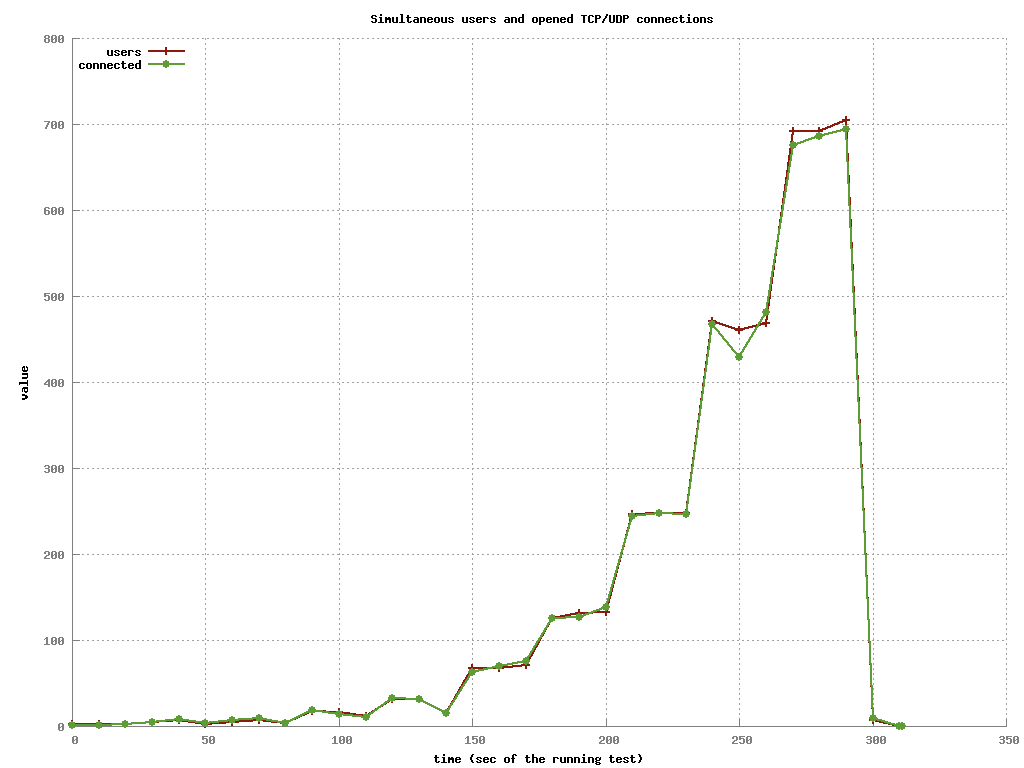 Simultaneous users and opened TCP/UDP connections
800
users
connected
700
600
500
400
value
300
200
100
0
0 50 100 150 200 250 300 350
time (sec of the running test)